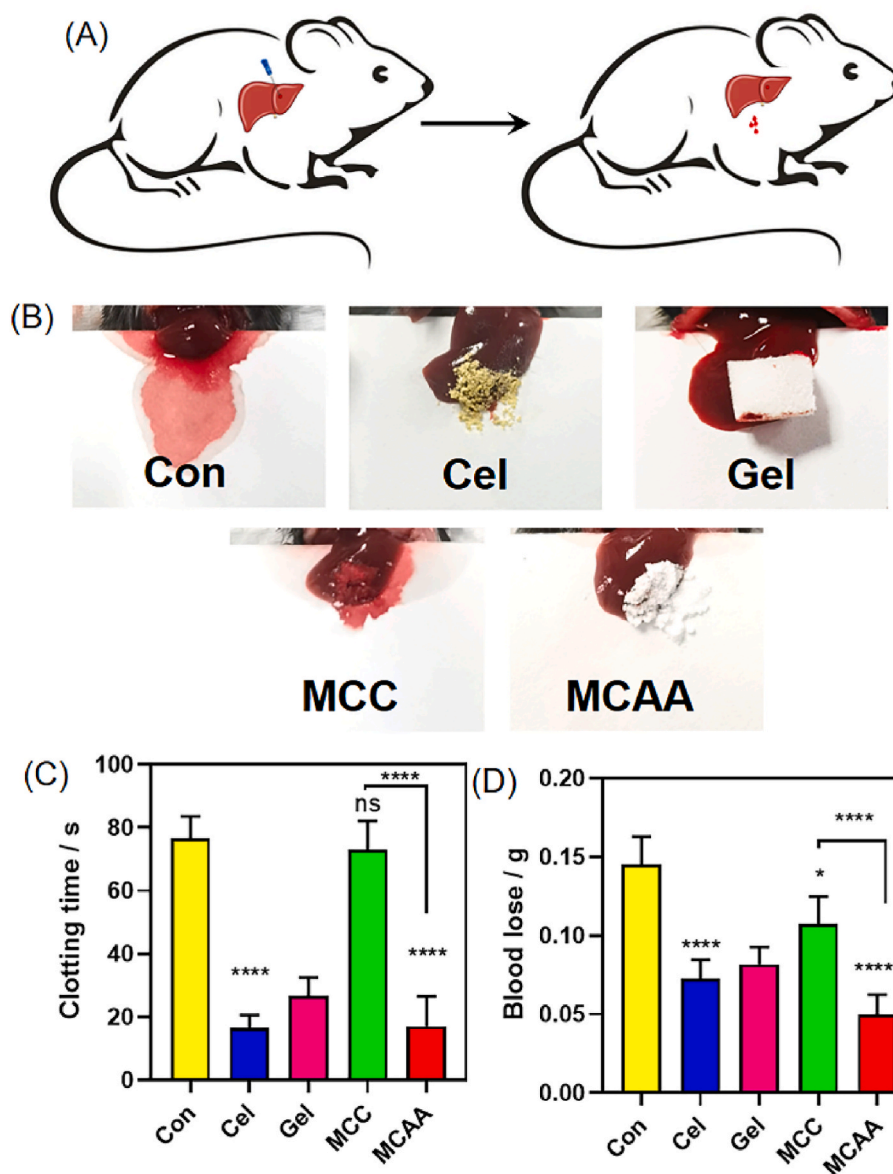 (A)
(B)
Con
Cel
Gel
MCC
MCAA
(C)
Clotting time / s
100
80
60
40
20
0
****
ns
****
****
Con
Cel
Gel
MCC
MCAA
(D)
Blood lose / g
0.20
0.15
0.10
0.05
0.00
****
*
****
****
Con
Cel
Gel
MCC
MCAA